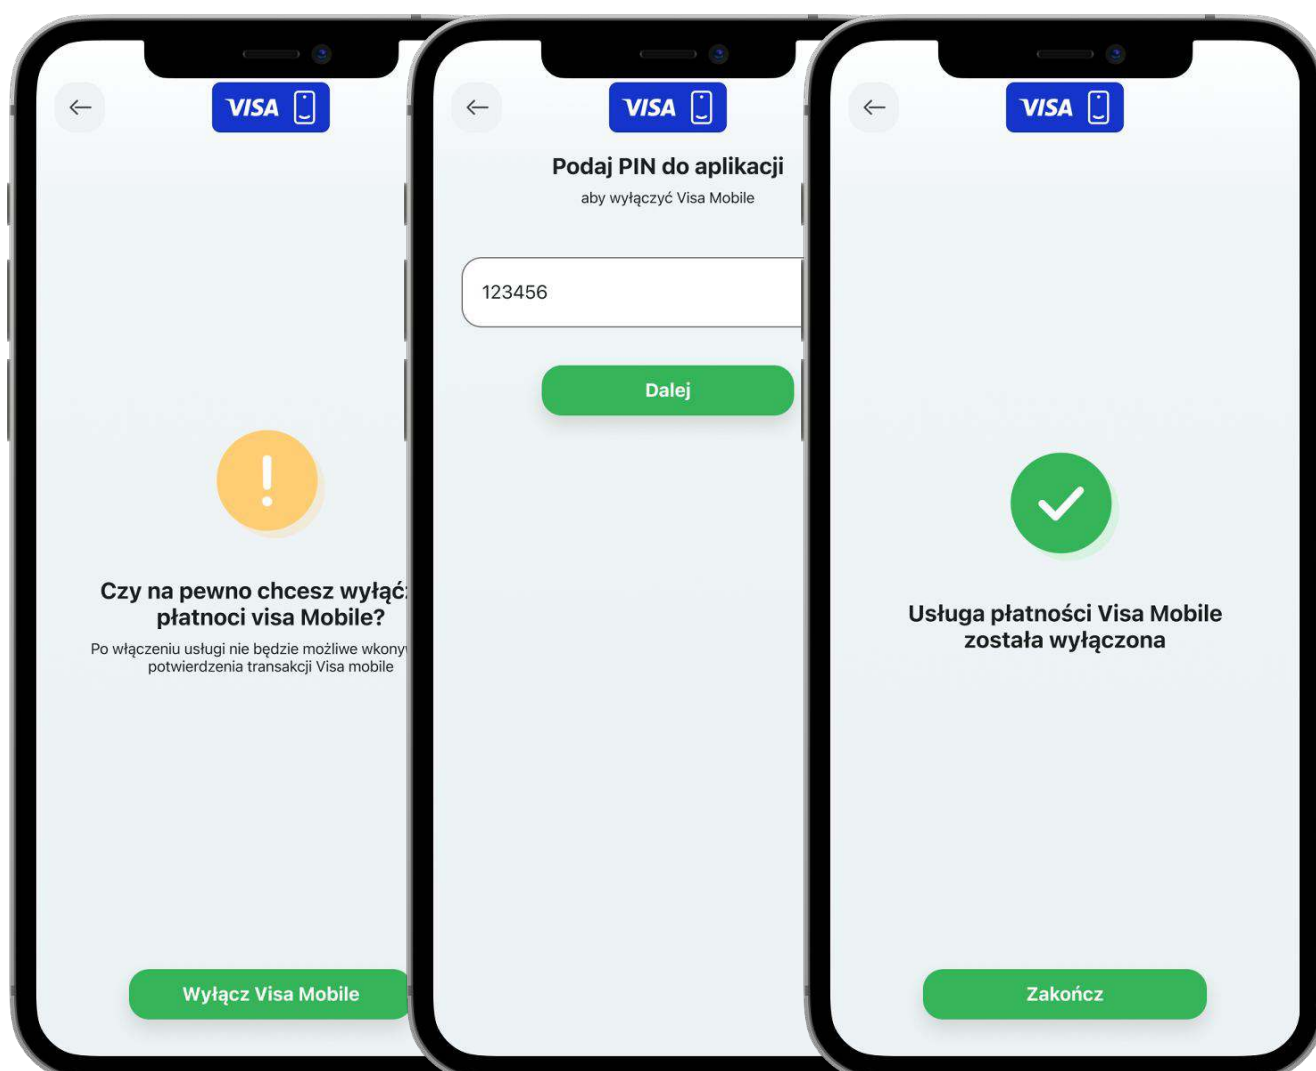 VISA
Czy na pewno chcesz wyłąć
płatnoci visa Mobile?
Po włączeniu usługi nie będzie możliwe
potwierdzenia transakcji Visa mobile
Wyłącz Visa Mobile
VISA
Podaj PIN do aplikacji
aby wyłączyć Visa Mobile
123456
Dalej
VISA
Usługa płatności Visa Mobile
została wyłączona
Zakończ